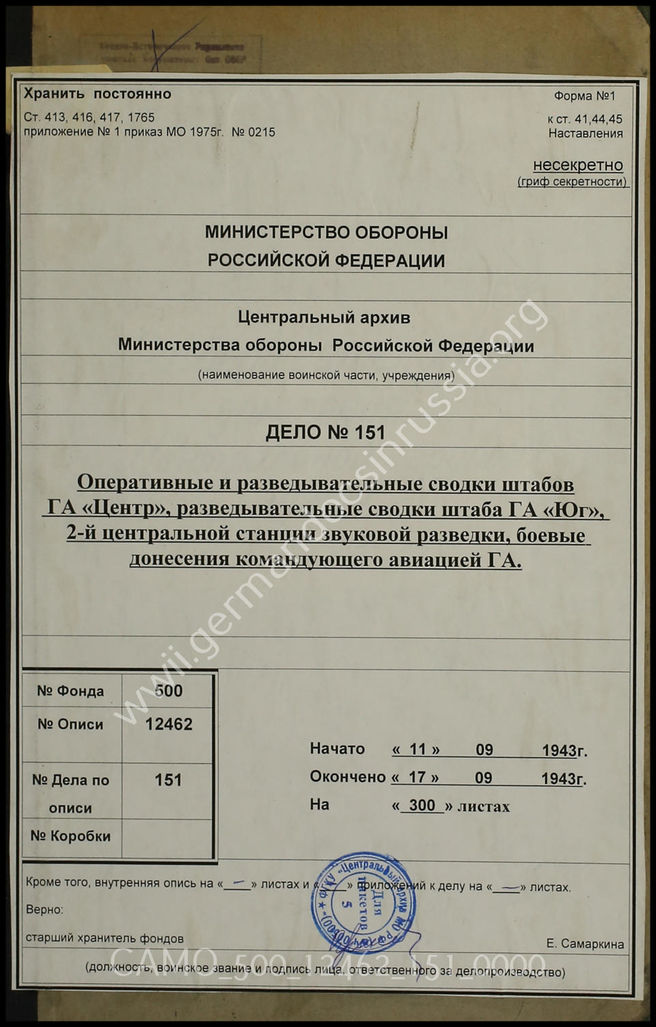 Хранить постоянно
Форма №1
Ст. 413, 416, 417, 1765
к ст. 41,44,45
приложение № 1 приказ МО 1975г. № 0215
Наставления
несекретно
(гриф секретности)
МИНИСТЕРСТВО ОБОРОНЫ
РОССИЙСКОЙ ФЕДЕРАЦИИ
Центральный архив
Министерства обороны Российской Федерации
(наименование воинской части, учреждения)
ДЕЛО № 151
Оперативные и разведывательные сводки штабов
ГА «Центр», разведывательные сводки штаба ГА «Юг»,
2-й центральной станции звуковой разведки, боевые
донесения командующего авиацией ГА.
№ Фонда 500
№ Описи 12462
№ Дела по описи 151
№ Коробки
Начато « 11 » 09 1943г.
Окончено « 17 » 09 1943г.
На « 300 » листах
Кроме того, внутренняя опись на « — » листах и « » приложений к делу на « — » листах.
Верно:
старший хранитель фондов
Е. Самаркина
(должность, воинское звание и подпись лица, ответственного за делопроизводство)
Для
пакетов
5
www.germandocsinrussia.org
CAMO_500_12462_151_0000